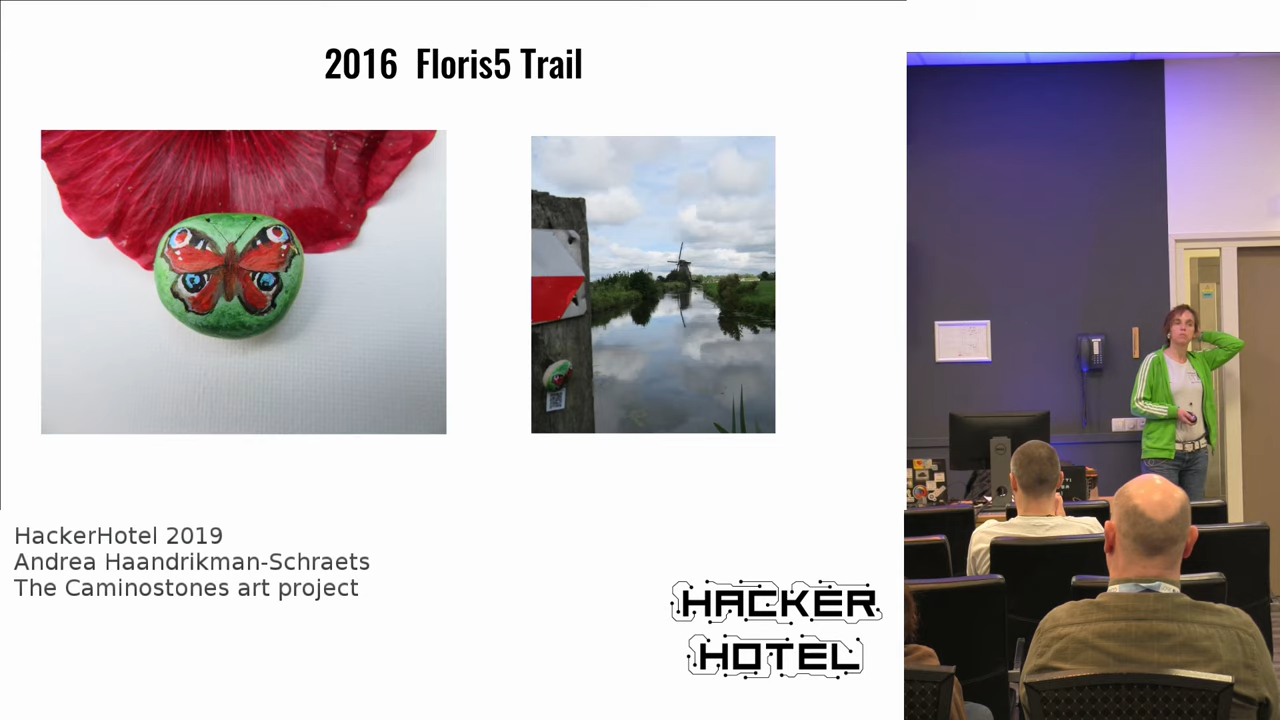 2016 Floris5 Trail
HackerHotel 2019
Andrea Haandrikman-Schraets
The Caminostones art project
HACKER
HOTEL